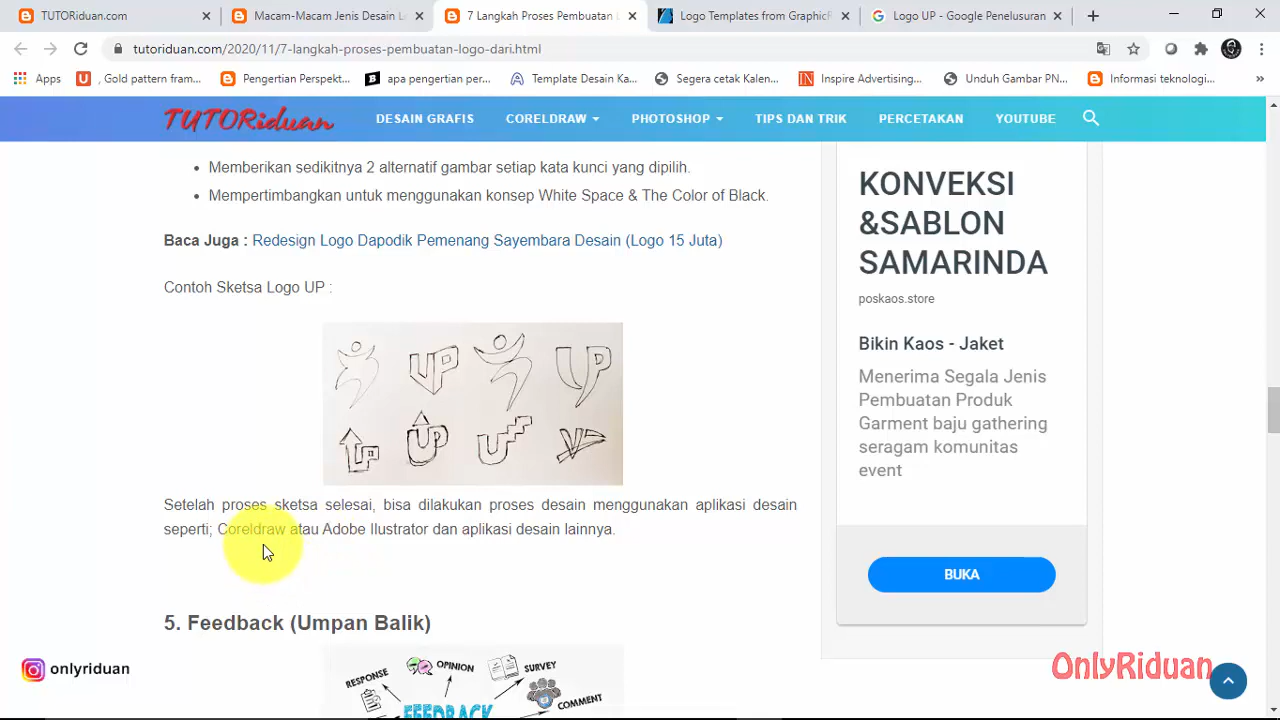 TUTORiduan.com
Macam-Macam Jenis Desain L
7 Langkah Proses Pembuatan
Logo Templates from GraphicR
Logo UP - Google Penelusuran
tutoriduan.com/2020/11/7-langkah-proses-pembuatan-logo-dari.html
Apps
, Gold pattern fram...
Pengertian Perspekt...
apa pengertian per...
Template Desain Ka...
Segera cetak Kalen...
Inspire Advertising...
Unduh Gambar PN...
Informasi teknologi...
»
TUTORiduan
DESAIN GRAFIS
CORELDRAW
PHOTOSHOP
TIPS DAN TRIK
PERCETAKAN
YOUTUBE
• Memberikan sedikitnya 2 alternatif gambar setiap kata kunci yang dipilih.
• Mempertimbangkan untuk menggunakan konsep White Space & The Color of Black.
Baca Juga : Redesign Logo Dapodik Pemenang Sayembara Desain (Logo 15 Juta)
Contoh Sketsa Logo UP :
UP
UP
UP
UP
Setelah proses sketsa selesai, bisa dilakukan proses desain menggunakan aplikasi desain
seperti; Coreldraw atau Adobe Ilustrator dan aplikasi desain lainnya.
5. Feedback (Umpan Balik)
RESPONSE
OPINION
SURVEY
COMMENT
FEEDBACK
KONVEKSI
&SABLON
SAMARINDA
poskaos.store
Bikin Kaos - Jaket
Menerima Segala Jenis
Pembuatan Produk
Garment baju gathering
seragam komunitas
event
BUKA
onlyriduan
OnlyRiduan